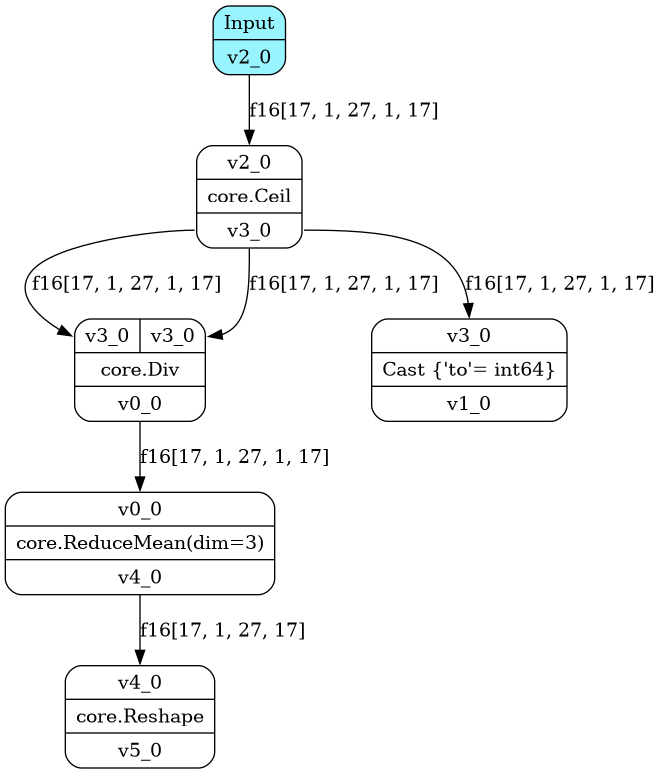 Input
v2_0
f16[17, 1, 27, 1, 17]
v2_0
core.Ceil
v3_0
f16[17, 1, 27, 1, 17]
f16[17, 1, 27, 1, 17]
f16[17, 1, 27, 1, 17]
v3_0
v3_0
core.Div
v0_0
v3_0
Cast {'to'= int64}
v1_0
f16[17, 1, 27, 1, 17]
v0_0
core.ReduceMean(dim=3)
v4_0
f16[17, 1, 27, 17]
v4_0
core.Reshape
v5_0